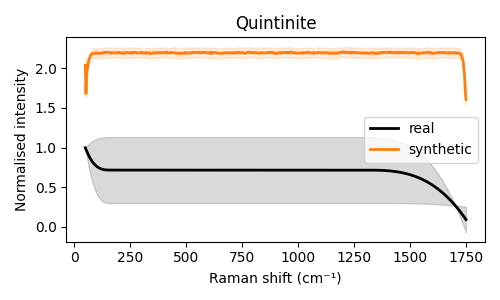 Quintinite
Normalised intensity
2.0
1.5
1.0
0.5
0.0
real
synthetic
0
250
500
750
1000
1250
1500
1750
Raman shift (cm⁻¹)